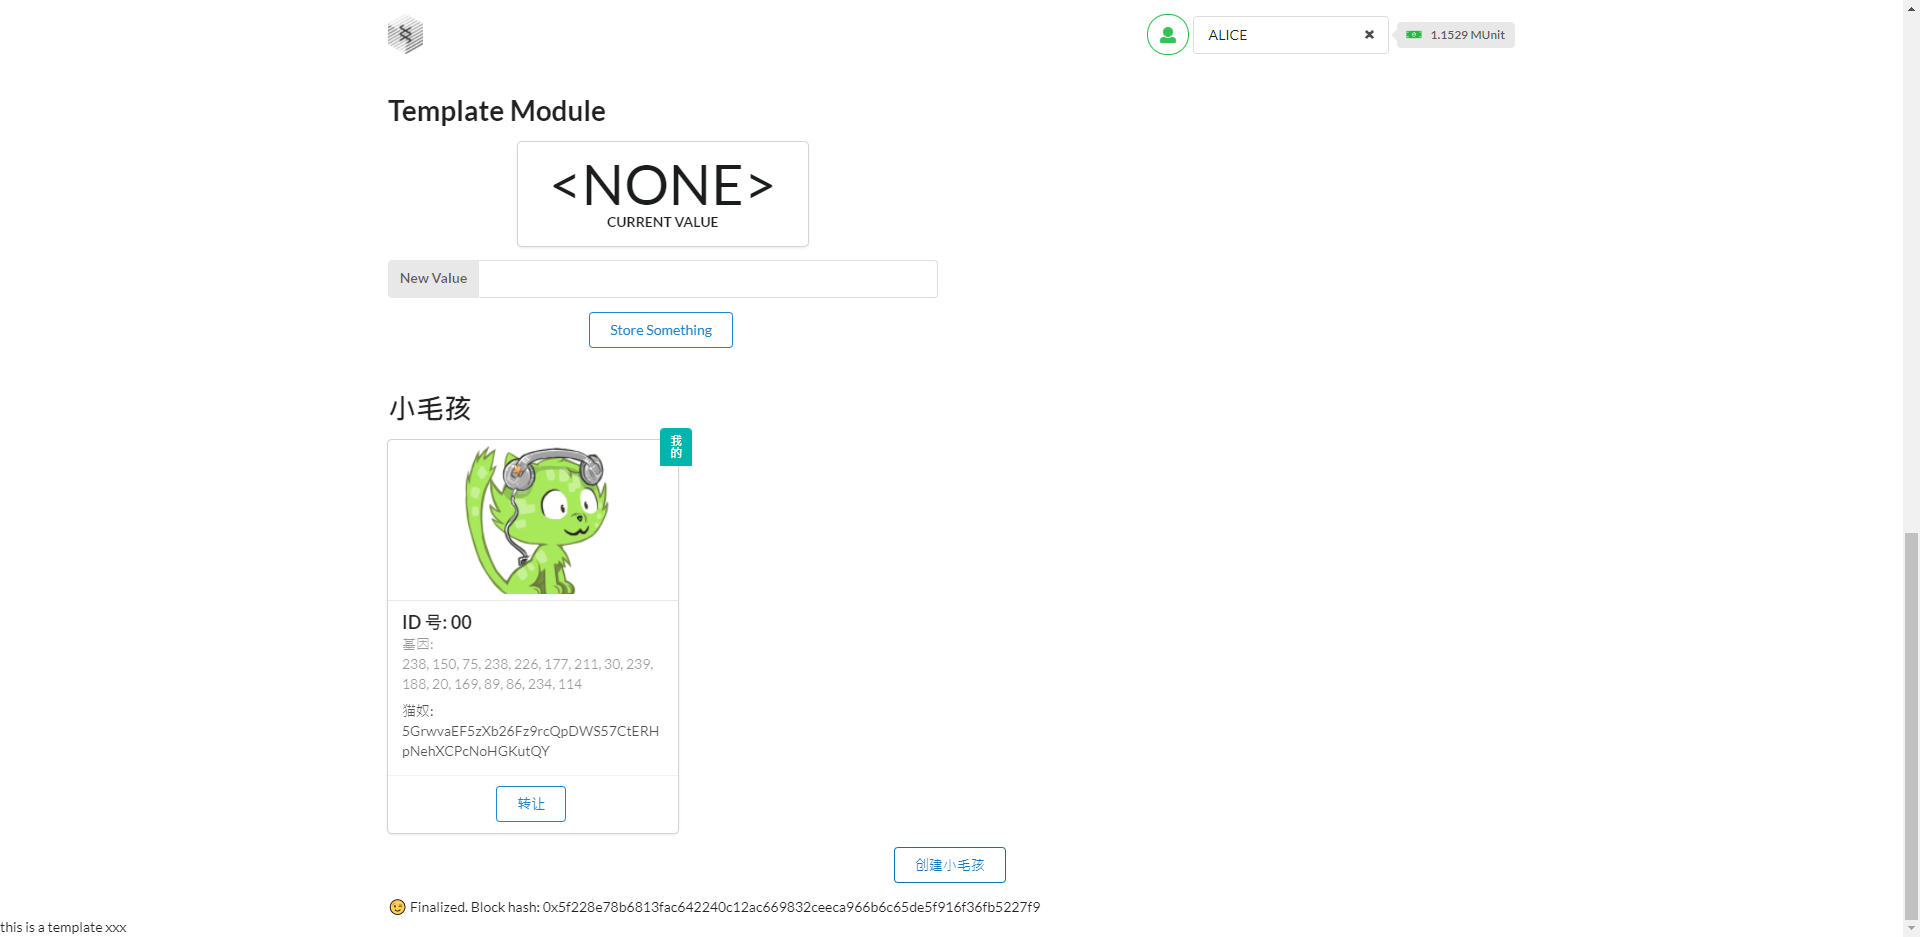 ALICE
1.1529 MUnit
Template Module
<NONE>
CURRENT VALUE
New Value
Store Something
小毛孩
我
的
ID 号: 00
基因:
238, 150, 75, 238, 226, 177, 211, 30, 239,
188, 20, 169, 89, 86, 234, 114
猫奴:
5GrwvaEF5zXb26Fz9rcQpDWS57CtERH
pNehXCPcNoHGKutQY
转让
创建小毛孩
😉 Finalized. Block hash: 0x5f228e78b6813fac642240c12ac669832ceeca966b6c65de5f916f36fb5227f9
this is a template xxx